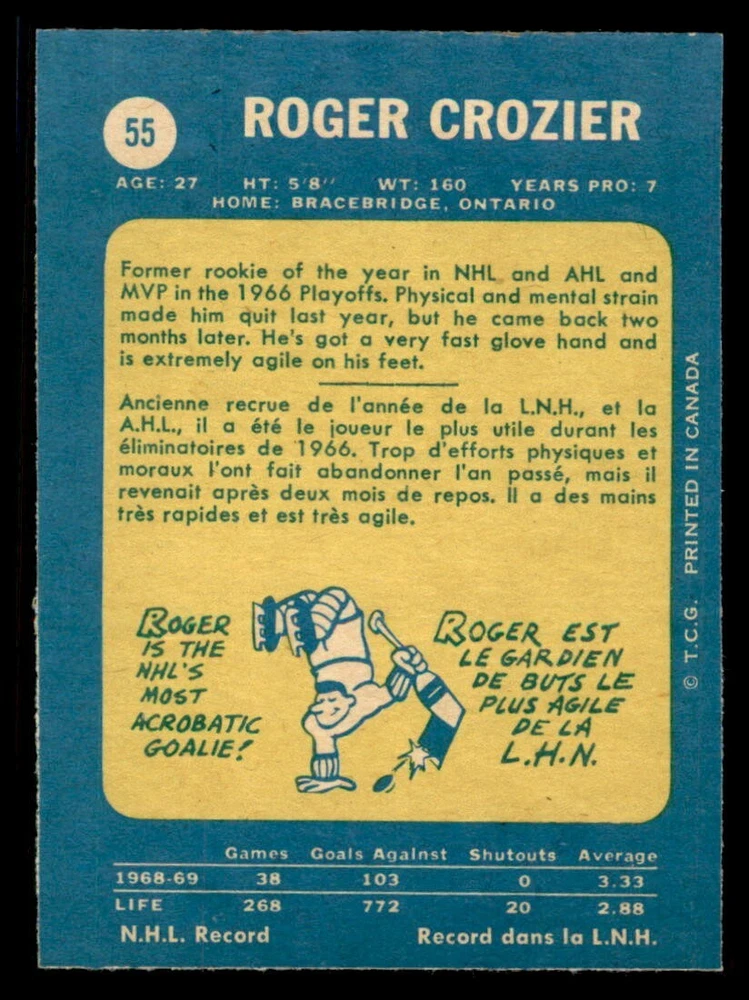 55
ROGER CROZIER
AGE: 27 HT: 5'8" WT: 160 YEARS PRO: 7
HOME: BRACEBRIDGE, ONTARIO
Former rookie of the year in NHL and AHL and
MVP in the 1966 Playoffs. Physical and mental strain
made him quit last year, but he came back two
months later. He's got a very fast glove hand and
is extremely agile on his feet.
Ancienne recrue de l'année de la L.N.H., et la
A.H.L., il a été le joueur le plus utile durant les
éliminatoires de 1966. Trop d'efforts physiques et
moraux l'ont fait abandonner l'an passé, mais il
revenait après deux mois de repos. Il a des mains
très rapides et est très agile.
ROGER
IS THE
NHL'S
MOST
ACROBATIC
GOALIE!
ROGER EST
LE GARDIEN
DE BUTS LE
PLUS AGILE
DE LA
L.H.N.
© T.C.G. PRINTED IN CANADA
Games Goals Against Shutouts Average
1968-69 38 103 0 3.33
LIFE 268 772 20 2.88
N.H.L. Record Record dans la L.N.H.